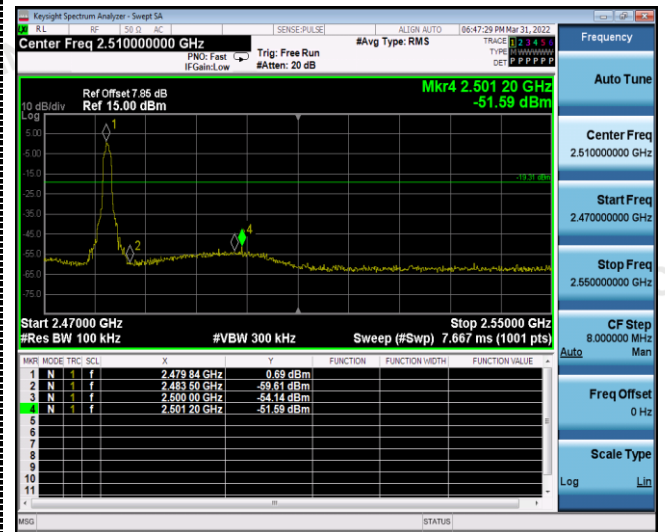 Keysight Spectrum Analyzer - Swept SA
RL RF 50 Ω AC SENSE:PULSE ALIGN AUTO 06:47:29 PM Mar 31, 2022
Center Freq 2.510000000 GHz
PNO: Fast
IFGain:Low
Trig: Free Run
#Atten: 20 dB
#Avg Type: RMS
TRACE 1 2 3 4 5 6
TYPE M
DET P P P P P P
Ref Offset 7.85 dB
Ref 15.00 dBm
10 dB/div
Log
Mkr4 2.501 20 GHz
-51.59 dBm
5.00
-5.00
-15.0
-25.0
-35.0
-45.0
-55.0
-65.0
-75.0
1
2
4
-19.31 dBm
Start 2.47000 GHz
Stop 2.55000 GHz
#Res BW 100 kHz
#VBW 300 kHz
Sweep (#Swp) 7.667 ms (1001 pts)
MKR MODE TRC SCL X Y FUNCTION FUNCTION WIDTH FUNCTION VALUE
1 N 1 f 2.479 84 GHz 0.69 dBm
2 N 1 f 2.483 50 GHz -59.61 dBm
3 N 1 f 2.500 00 GHz -54.14 dBm
4 N 1 f 2.501 20 GHz -51.59 dBm
5
6
7
8
9
10
11
MSG
STATUS
Frequency
Auto Tune
Center Freq
2.510000000 GHz
Start Freq
2.470000000 GHz
Stop Freq
2.550000000 GHz
CF Step
8.000000 MHz
Auto Man
Freq Offset
0 Hz
Scale Type
Log Lin